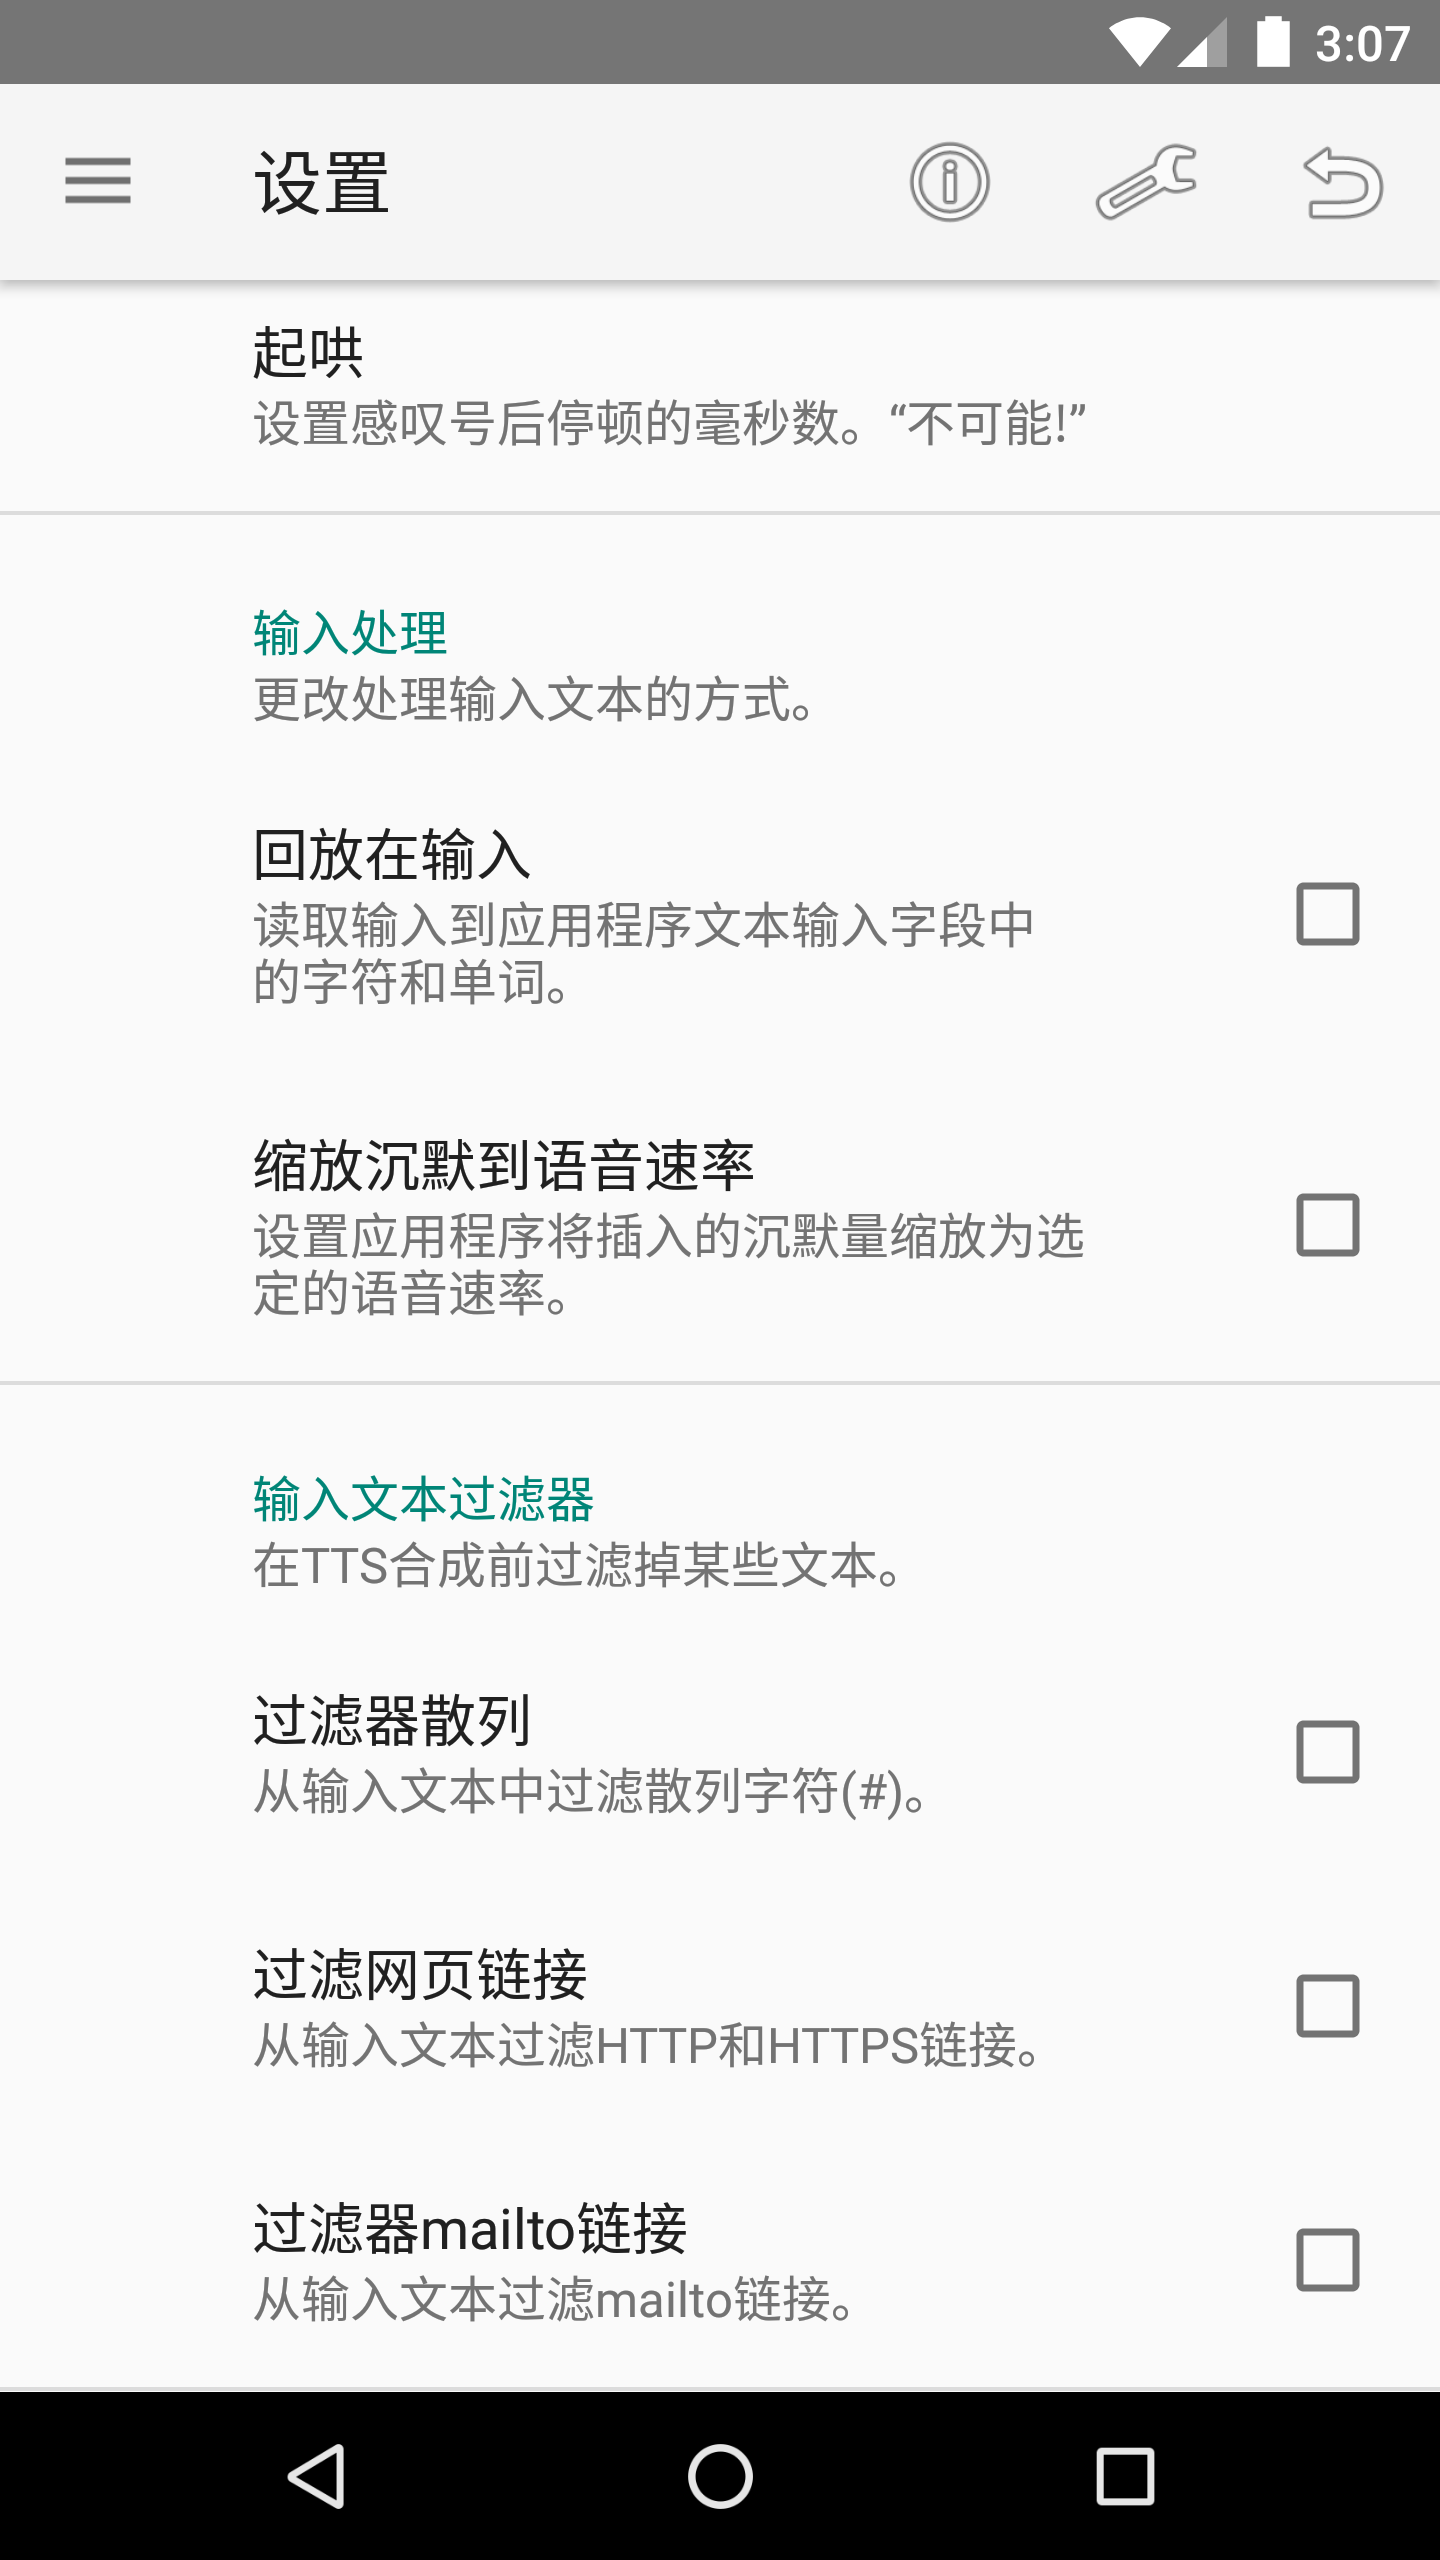 3:07
设置
起哄
设置感叹号后停顿的毫秒数。“不可能!”
输入处理
更改处理输入文本的方式。
回放在输入
读取输入到应用程序文本输入字段中
的字符和单词。
缩放沉默到语音速率
设置应用程序将插入的沉默量缩放为选
定的语音速率。
输入文本过滤器
在TTS合成前过滤掉某些文本。
过滤器散列
从输入文本中过滤散列字符(#)。
过滤网页链接
从输入文本过滤HTTP和HTTPS链接。
过滤器mailto链接
从输入文本过滤mailto链接。